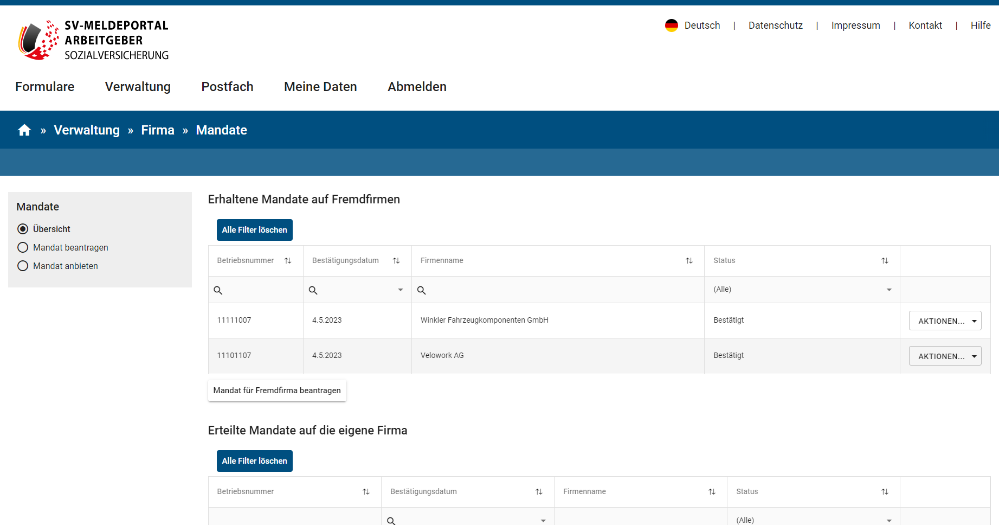 SV-MELDEPORTAL
ARBEITGEBER
SOZIALVERSICHERUNG
Deutsch | Datenschutz | Impressum | Kontakt | Hilfe
Formulare Verwaltung Postfach Meine Daten Abmelden
» Verwaltung » Firma » Mandate
Mandate
Übersicht
Mandat beantragen
Mandat anbieten
Erhaltene Mandate auf Fremdfirmen
Alle Filter löschen
Betriebsnummer Bestätigungsdatum Firmenname Status
(Alle)
11111007 4.5.2023 Winkler Fahrzeugkomponenten GmbH Bestätigt AKTIONEN...
11101107 4.5.2023 Velowork AG Bestätigt AKTIONEN...
Mandat für Fremdfirma beantragen
Erteilte Mandate auf die eigene Firma
Alle Filter löschen
Betriebsnummer Bestätigungsdatum Firmenname Status
(Alle)